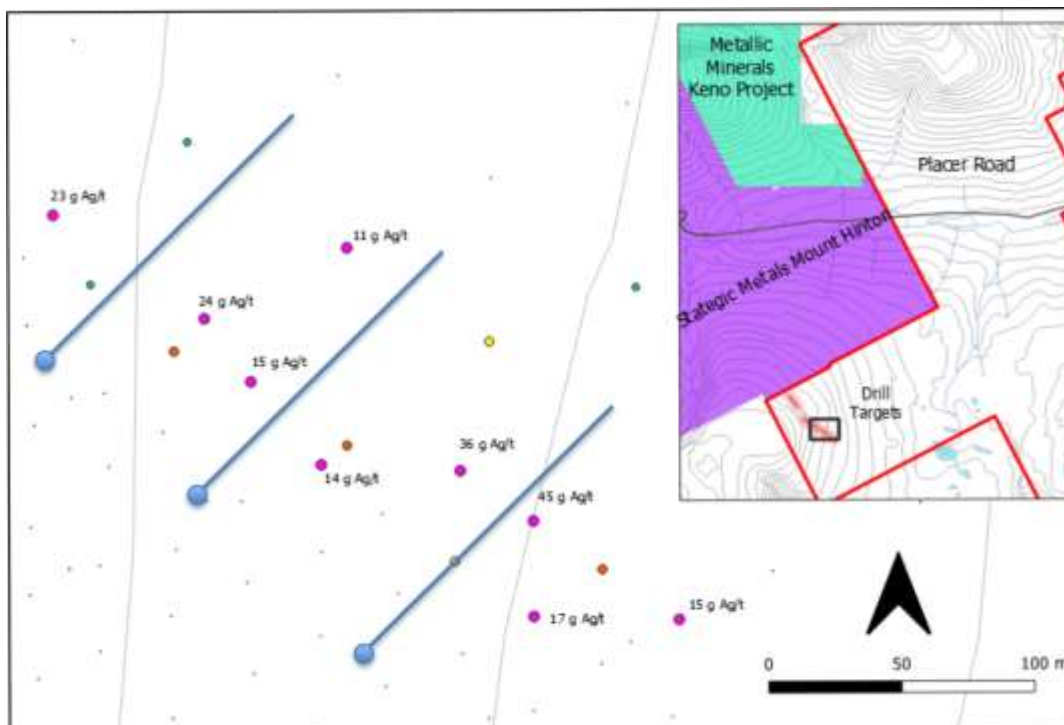 Metallic
Minerals
Keno Project
Placer Road
Stategic Metals Mount Hinton
Drill
Targets
23 g Ag/t
11 g Ag/t
24 g Ag/t
15 g Ag/t
36 g Ag/t
14 g Ag/t
45 g Ag/t
17 g Ag/t
15 g Ag/t
0 50 100 m